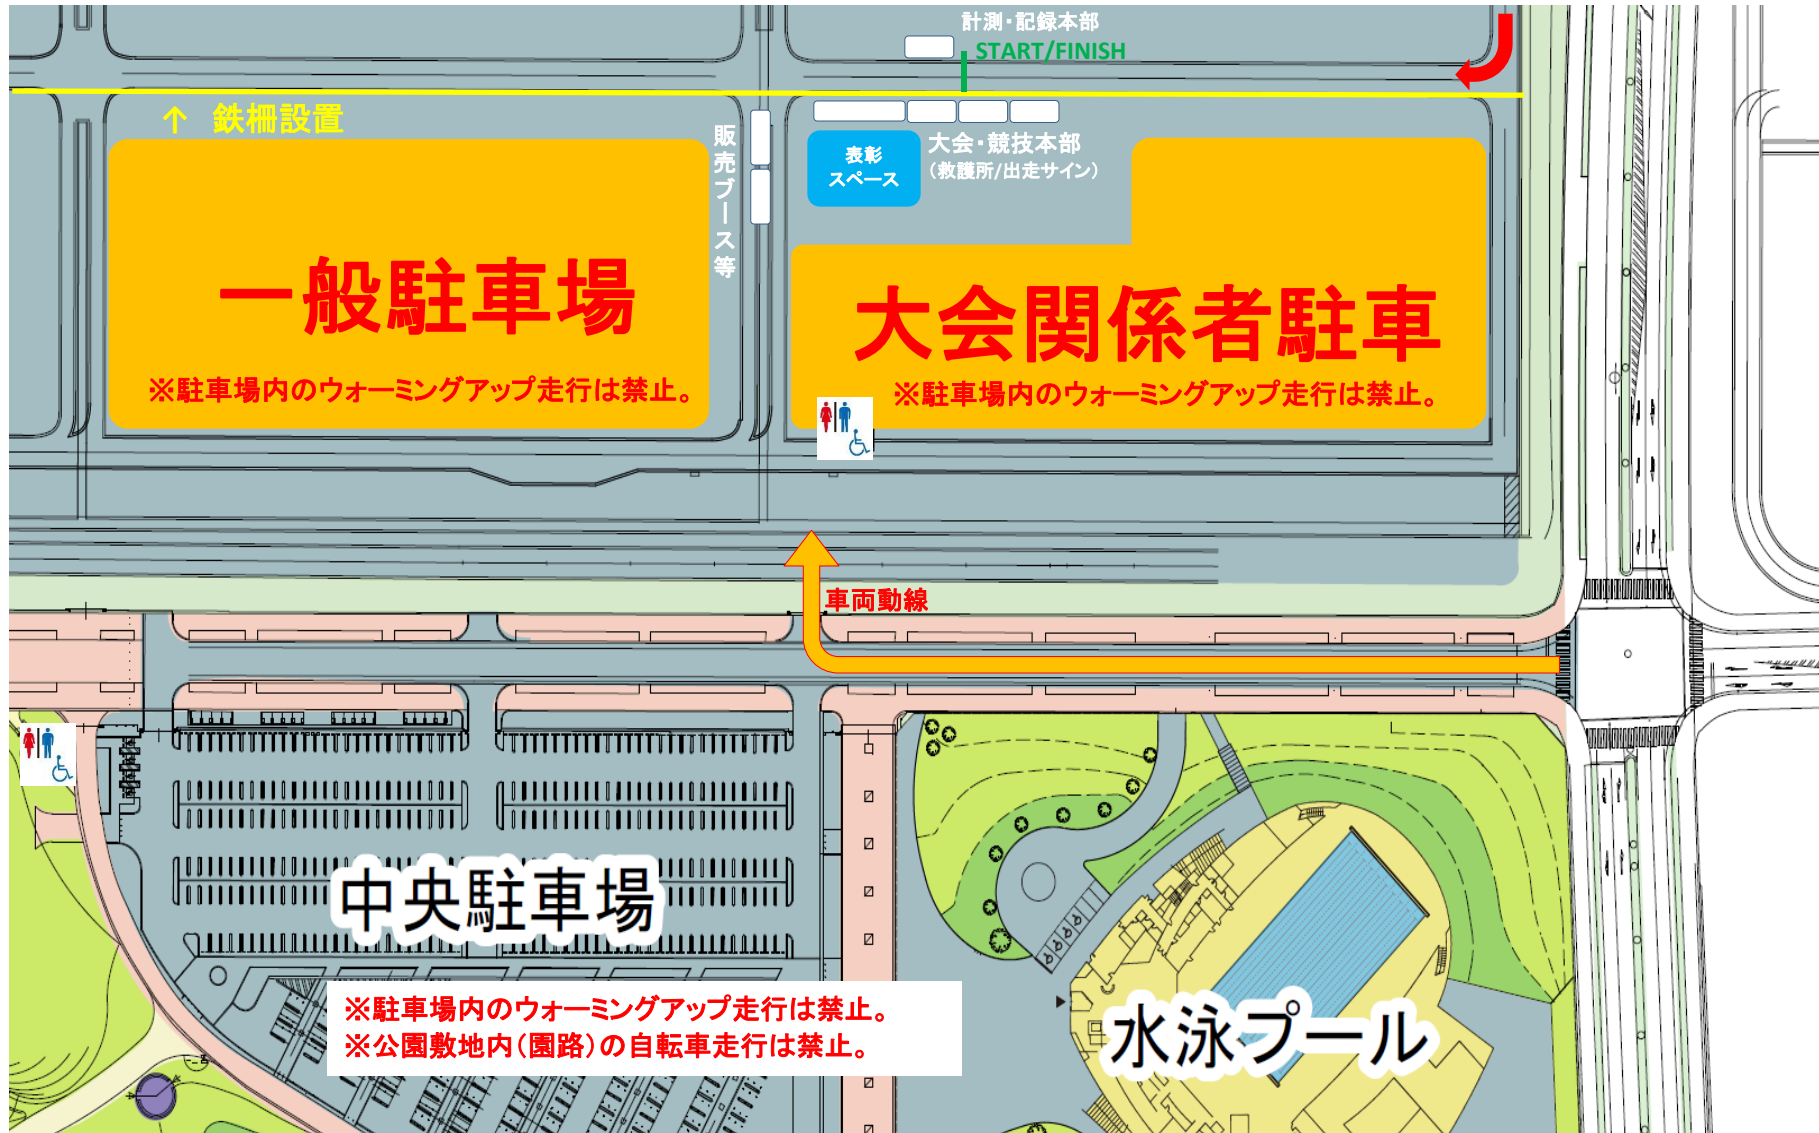 計測・記録本部
START/FINISH
↑ 鉄柵設置
販売ブース等
表彰
スペース
大会・競技本部
（救護所/出走サイン）
一般駐車場
※駐車場内のウォーミングアップ走行は禁止。
大会関係者駐車
※駐車場内のウォーミングアップ走行は禁止。
車両動線
中央駐車場
※駐車場内のウォーミングアップ走行は禁止。
※公園敷地内（園路）の自転車走行は禁止。
水泳プール